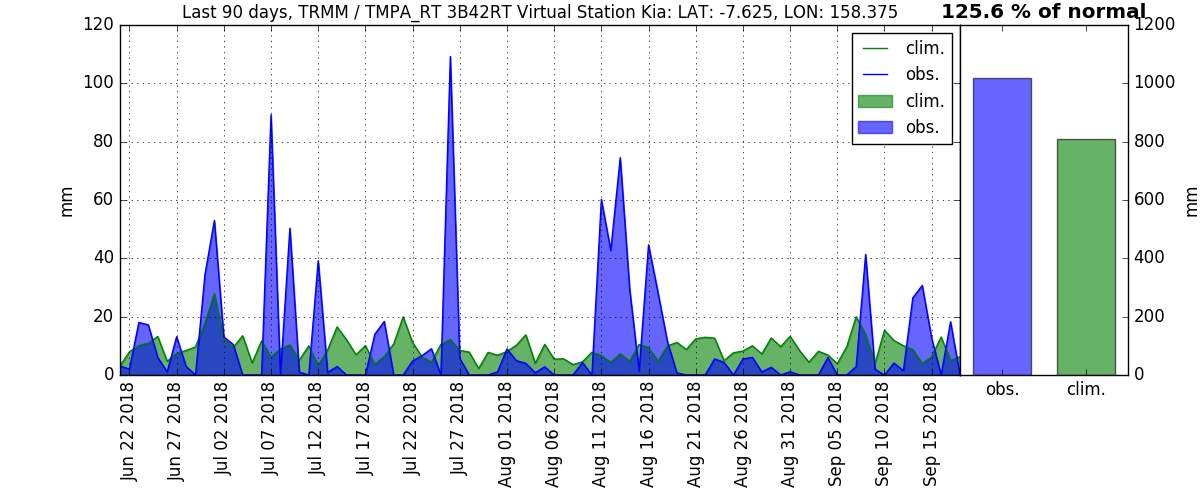 Last 90 days, TRMM / TMPA_RT 3B42RT Virtual Station Kia: LAT: -7.625, LON: 158.375
125.6 % of normal
mm
120
100
80
60
40
20
0
clim.
obs.
clim.
obs.
Jun 22 2018
Jun 27 2018
Jul 02 2018
Jul 07 2018
Jul 12 2018
Jul 17 2018
Jul 22 2018
Jul 27 2018
Aug 01 2018
Aug 06 2018
Aug 11 2018
Aug 16 2018
Aug 21 2018
Aug 26 2018
Aug 31 2018
Sep 05 2018
Sep 10 2018
Sep 15 2018
1200
1000
800
600
400
200
0
mm
obs.
clim.